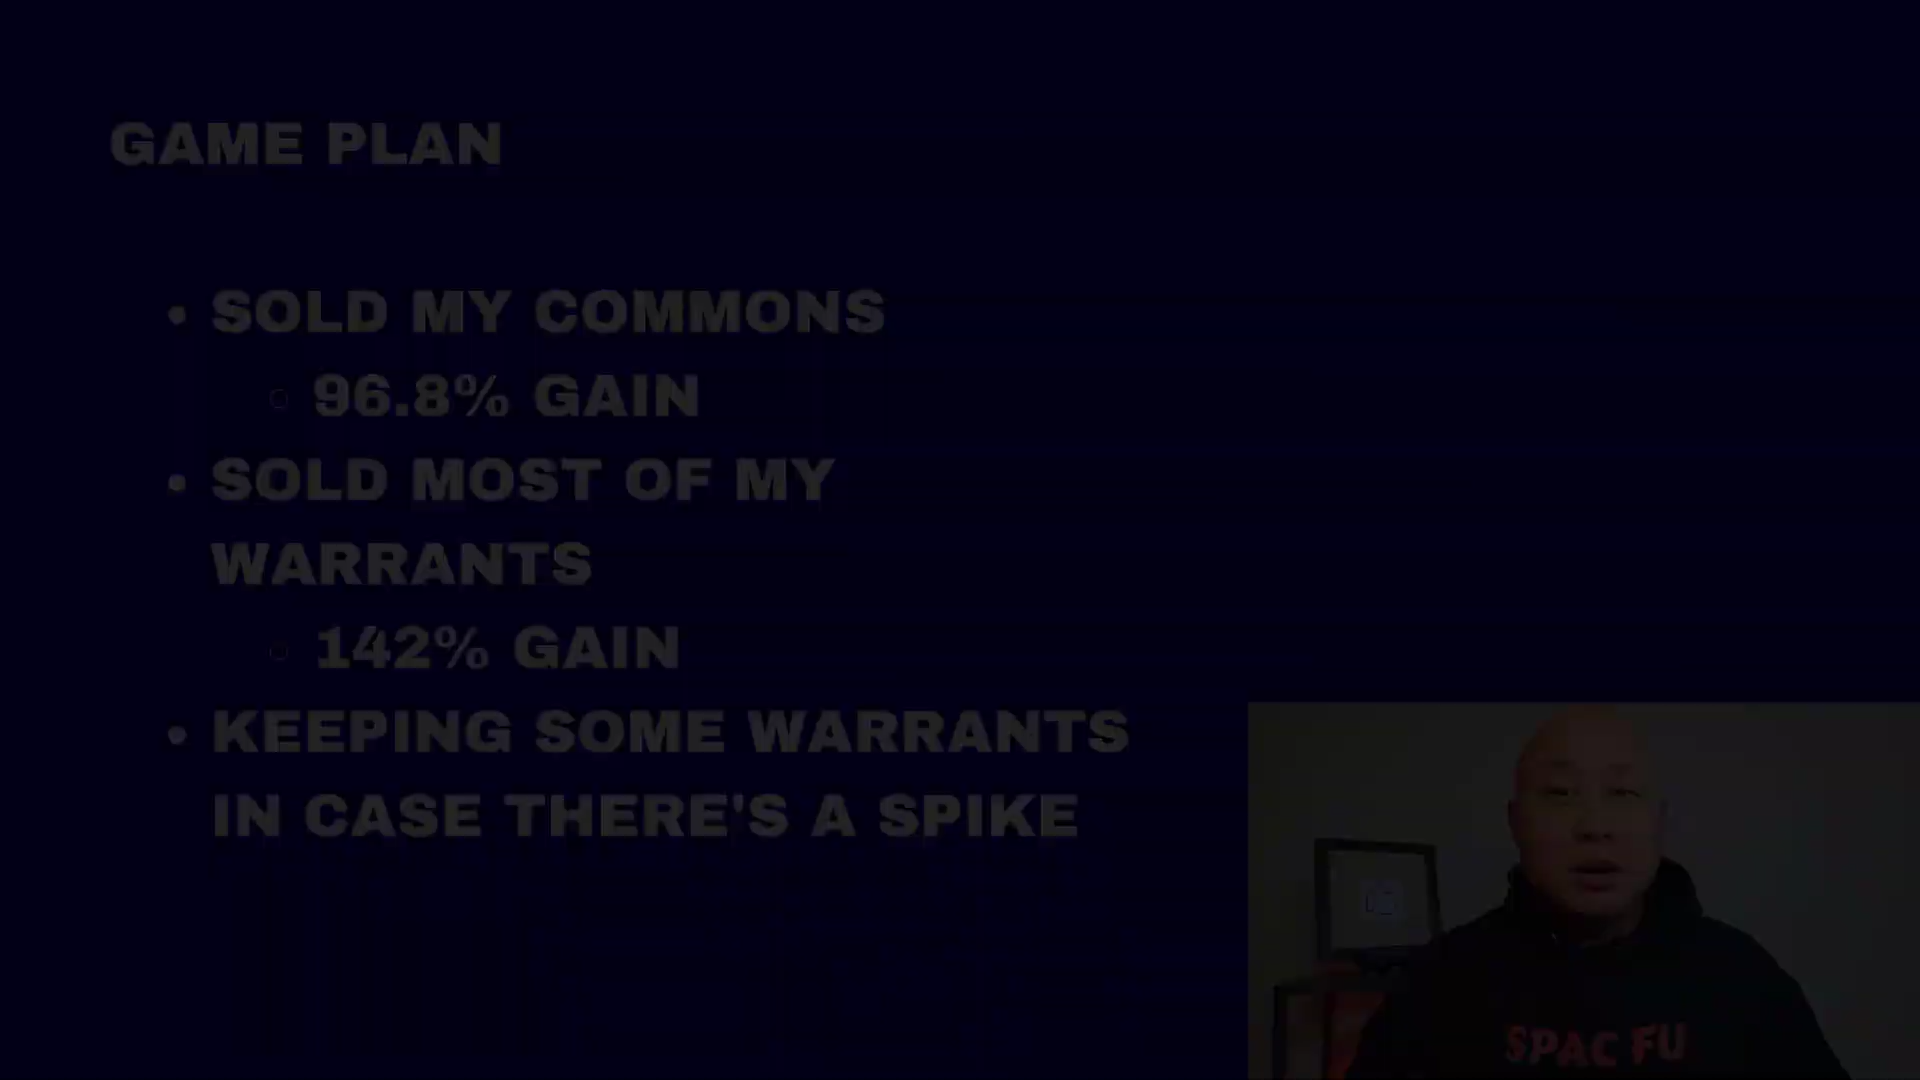 GAME PLAN
• SOLD MY COMMONS
○ 96.8% GAIN
• SOLD MOST OF MY
WARRANTS
○ 142% GAIN
• KEEPING SOME WARRANTS
IN CASE THERE'S A SPIKE
SPAC FU